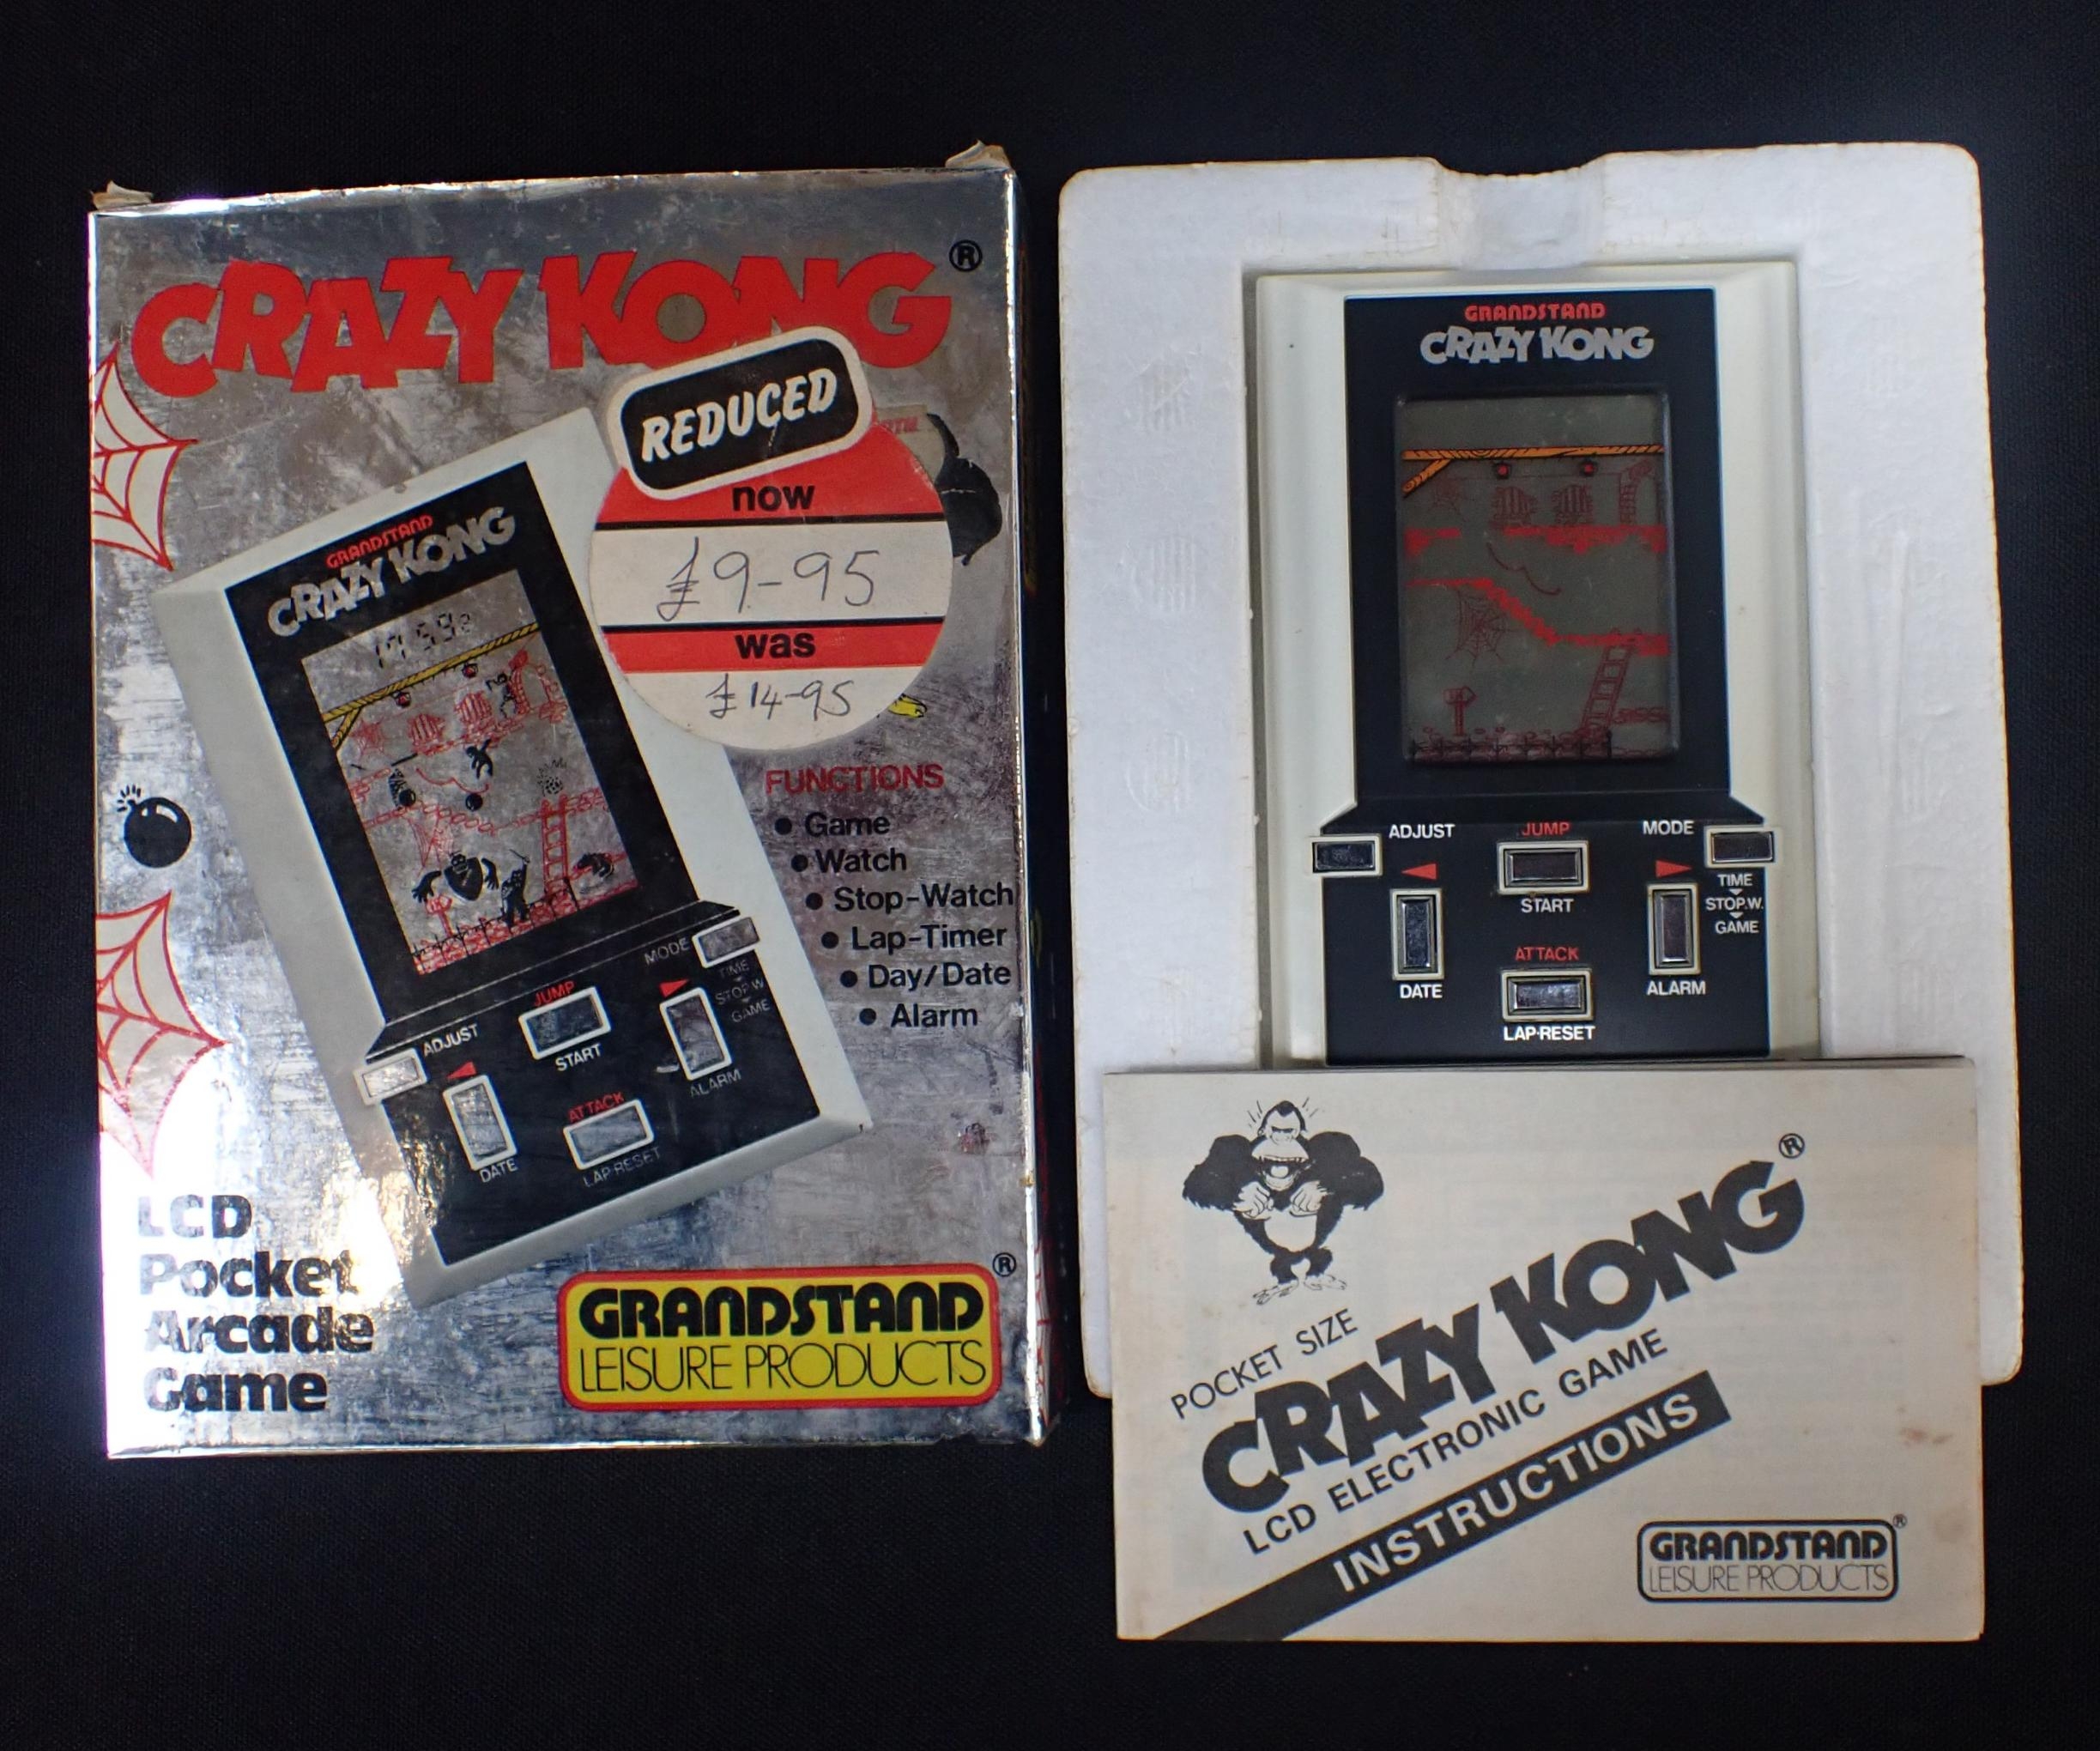 CRAZY KONG®
REDUCED
now
£9-95
was
£14-95
GRANDSTAND
CRAZY KONG
17 59
ADJUST
JUMP
START
MODE
TIME
STOP.W.
GAME
DATE
ATTACK
LAP·RESET
ALARM
FUNCTIONS
● Game
● Watch
● Stop-Watch
● Lap-Timer
● Day/Date
● Alarm
LCD
Pocket
Arcade
Game
GRANDSTAND®
LEISURE PRODUCTS
GRANDSTAND
CRAZY KONG
ADJUST
JUMP
START
MODE
TIME
STOP.W.
GAME
DATE
ATTACK
LAP·RESET
ALARM
POCKET SIZE
CRAZY KONG®
LCD ELECTRONIC GAME
INSTRUCTIONS
GRANDSTAND®
LEISURE PRODUCTS